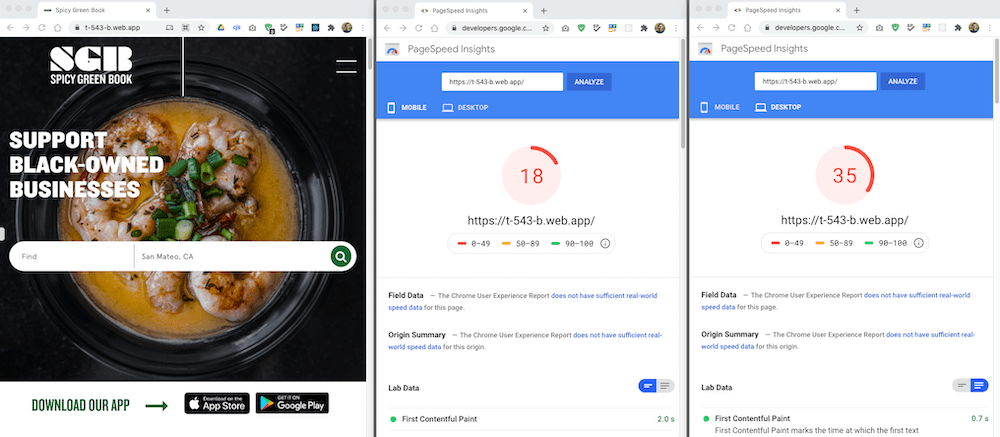 Spicy Green Book
t-543-b.web.app
SGB
SPICY GREEN BOOK
SUPPORT
BLACK-OWNED
BUSINESSES
Find
San Mateo, CA
DOWNLOAD OUR APP
Download on the
App Store
GET IT ON
Google Play
PageSpeed Insights
developers.google.c...
PageSpeed Insights
https://t-543-b.web.app/
ANALYZE
MOBILE
DESKTOP
18
https://t-543-b.web.app/
0–49
50–89
90–100
Field Data — The Chrome User Experience Report does not have sufficient real-world
speed data for this page.
Origin Summary — The Chrome User Experience Report does not have sufficient real-
world speed data for this origin.
Lab Data
First Contentful Paint
2.0 s
PageSpeed Insights
developers.google.c...
PageSpeed Insights
https://t-543-b.web.app/
ANALYZE
MOBILE
DESKTOP
35
https://t-543-b.web.app/
0–49
50–89
90–100
Field Data — The Chrome User Experience Report does not have sufficient real-world
speed data for this page.
Origin Summary — The Chrome User Experience Report does not have sufficient real-
world speed data for this origin.
Lab Data
First Contentful Paint
0.7 s
First Contentful Paint marks the time at which the first text